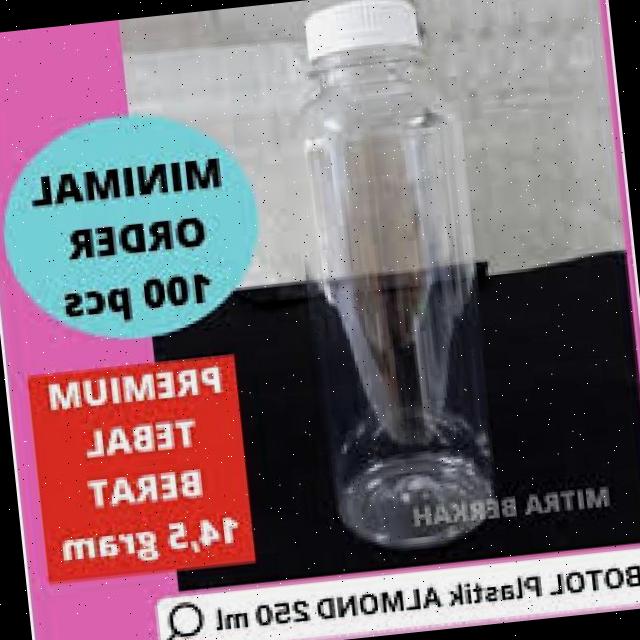 MINIMAL
ORDER
100 pcs
PREMIUM
TEBAL
BERAT
14,5 gram
MITRA BERKAH
BOTOL Plastik ALMOND 250 ml